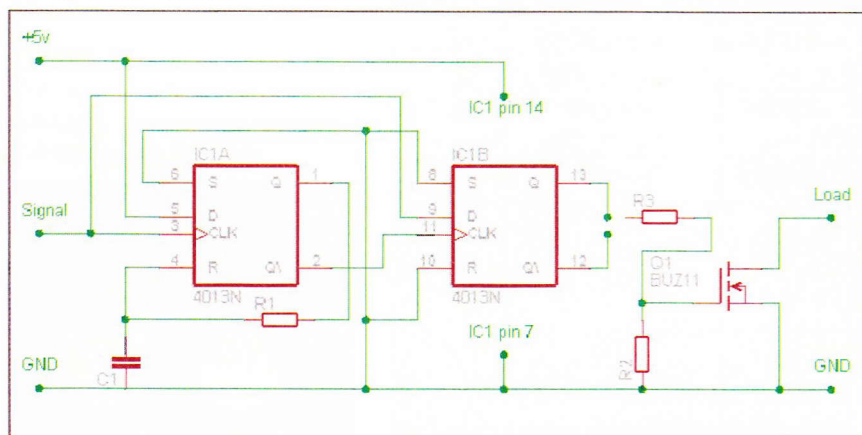 +5v
IC1 pin 14
IC1A
IC1B
6 S Q 1
8 S Q 13
Signal
5 D
9 D
R3
Load
3 CLK
11 CLK
4 R Q\ 2
10 R Q\ 12
Q1
BUZ11
4013N
R1
4013N
IC1 pin 7
GND
C1
R2
GND